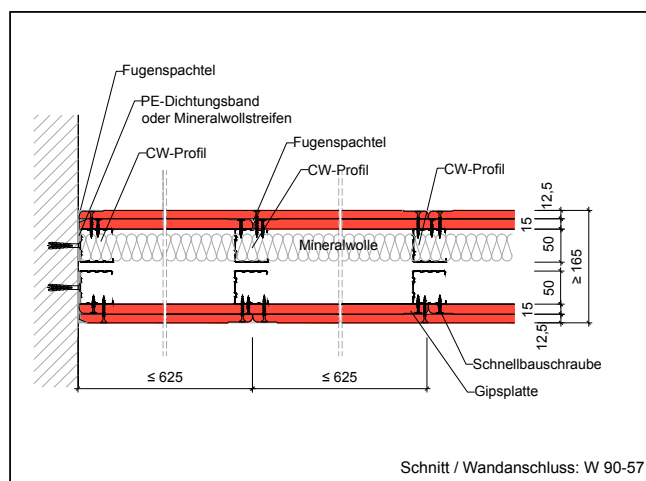 Fugenspachtel
PE-Dichtungsband
oder Mineralwollstreifen
Fugenspachtel
CW-Profil
CW-Profil
CW-Profil
12,5
15
50
≥ 165
50
15
12,5
Mineralwolle
Schnellbauschraube
≤ 625
≤ 625
Gipsplatte
Schnitt / Wandanschluss: W 90-57